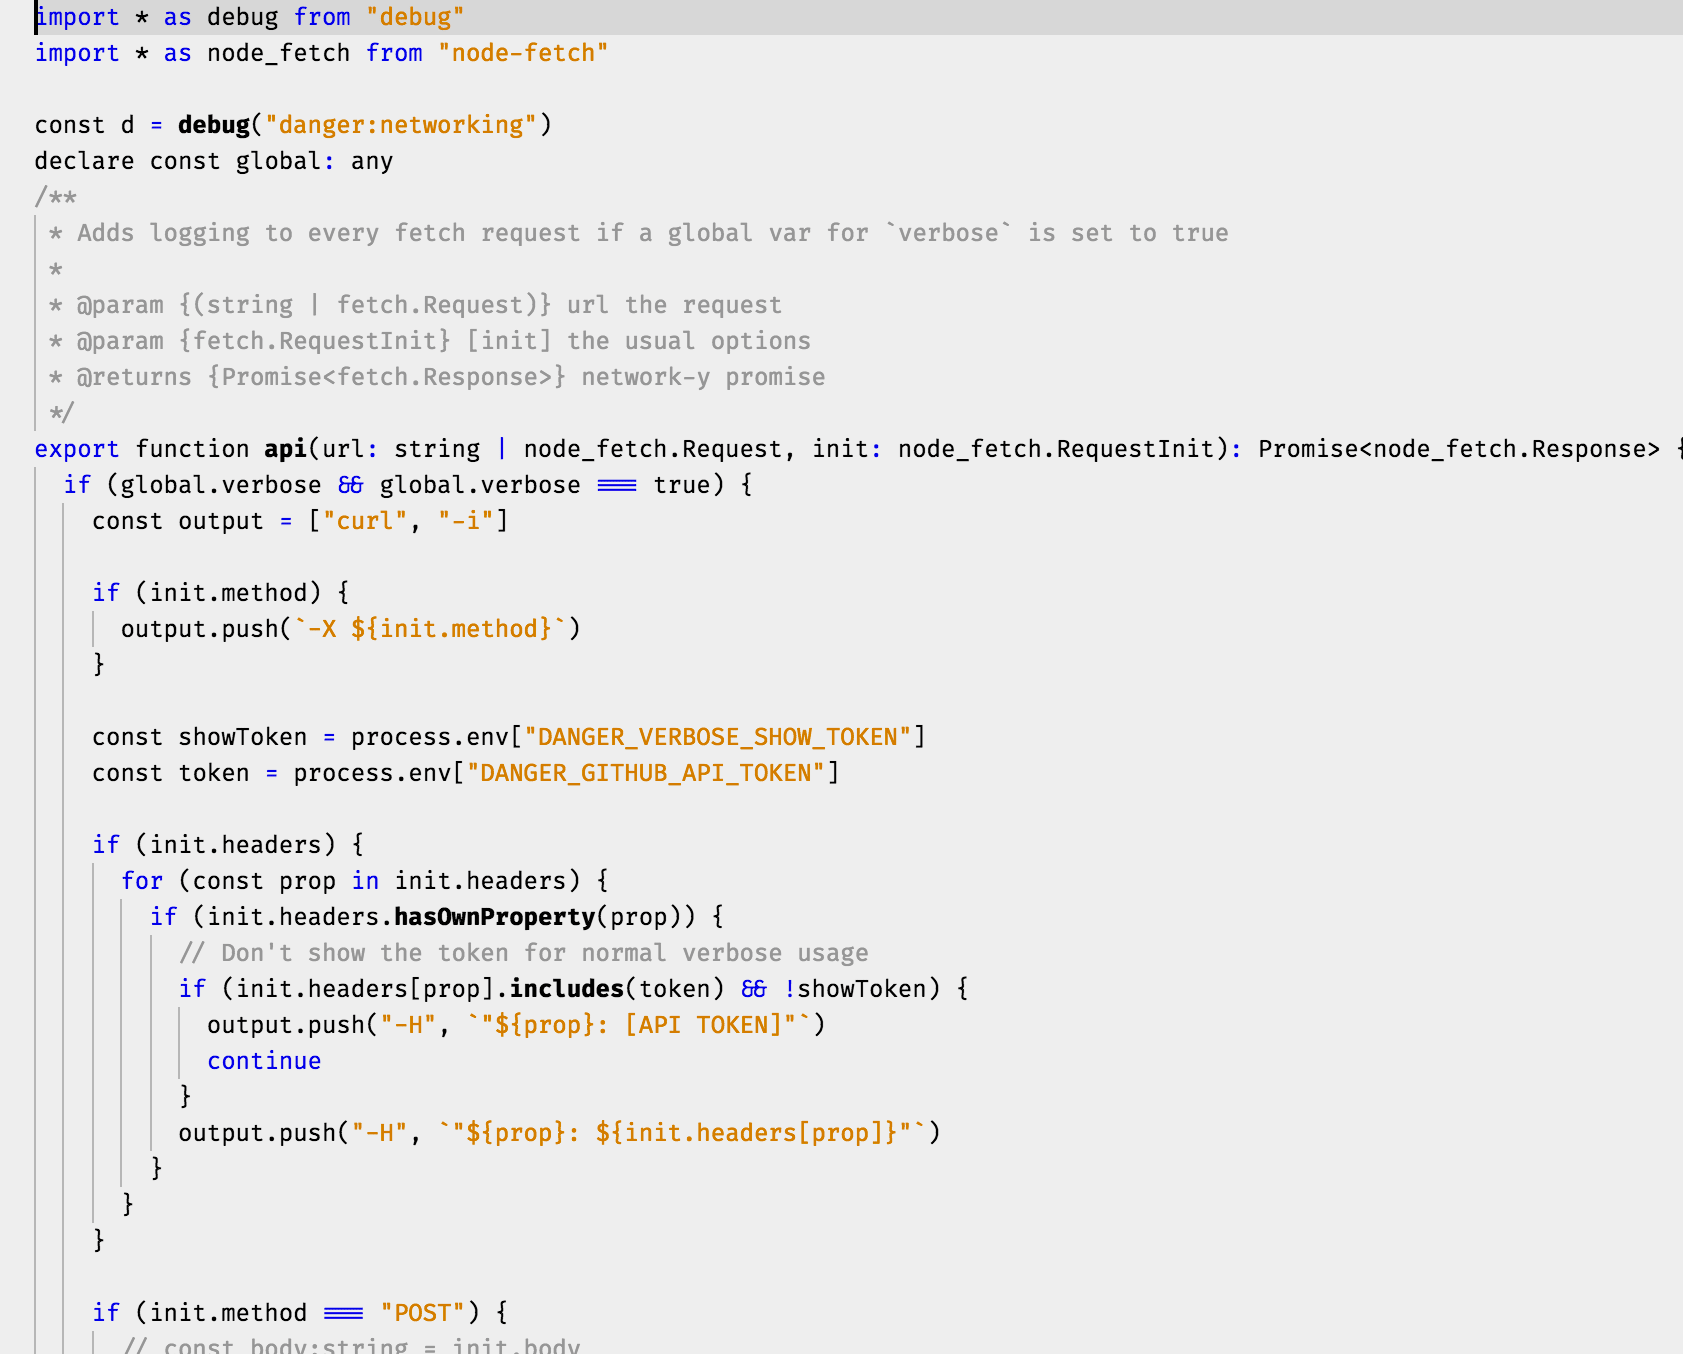 import * as debug from "debug"
import * as node_fetch from "node-fetch"
const d = debug("danger:networking")
declare const global: any
/**
 * Adds logging to every fetch request if a global var for `verbose` is set to true
 *
 * @param {(string | fetch.Request)} url the request
 * @param {fetch.RequestInit} [init] the usual options
 * @returns {Promise<fetch.Response>} network-y promise
 */
export function api(url: string | node_fetch.Request, init: node_fetch.RequestInit): Promise<node_fetch.Response> {
  if (global.verbose && global.verbose === true) {
    const output = ["curl", "-i"]
    if (init.method) {
      output.push(`-X ${init.method}`)
    }
    const showToken = process.env["DANGER_VERBOSE_SHOW_TOKEN"]
    const token = process.env["DANGER_GITHUB_API_TOKEN"]
    if (init.headers) {
      for (const prop in init.headers) {
        if (init.headers.hasOwnProperty(prop)) {
          // Don't show the token for normal verbose usage
          if (init.headers[prop].includes(token) && !showToken) {
            output.push("-H", `"${prop}: [API TOKEN]"`)
            continue
          }
          output.push("-H", `"${prop}: ${init.headers[prop]}"`)
        }
      }
    }
    if (init.method === "POST") {
      // const body:string = init.body